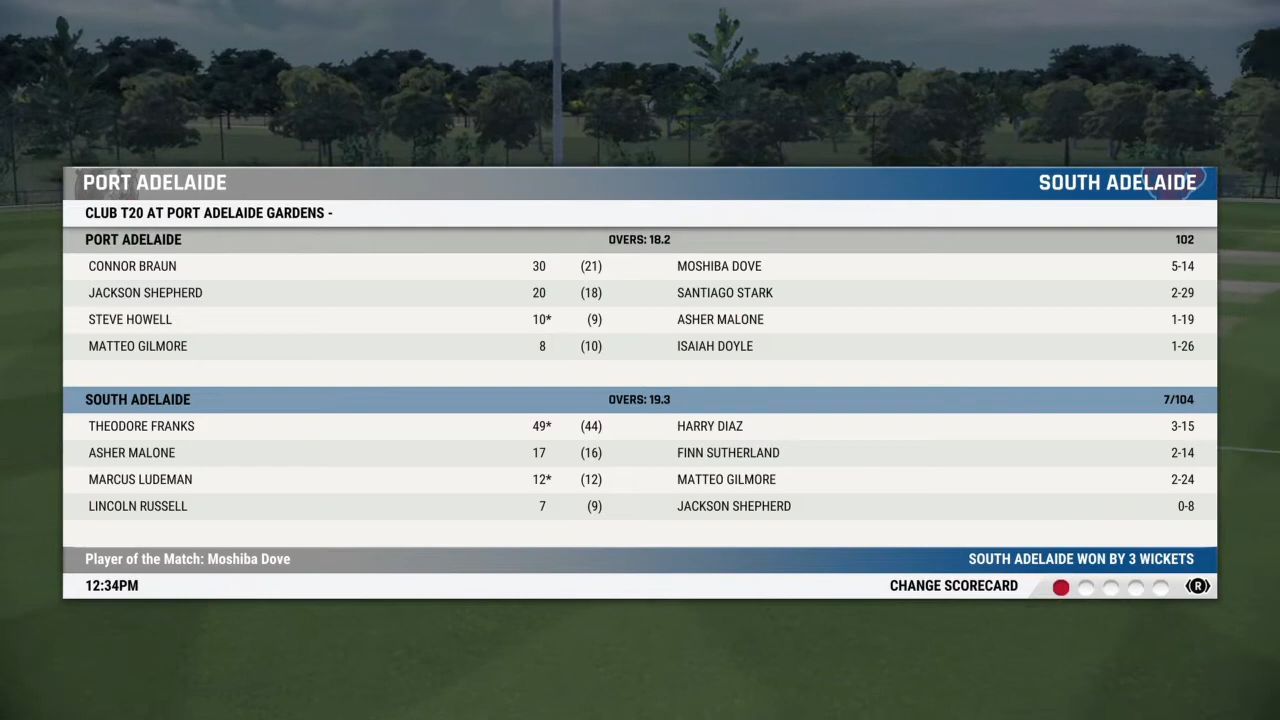 PORT ADELAIDE SOUTH ADELAIDE
CLUB T20 AT PORT ADELAIDE GARDENS -
PORT ADELAIDE OVERS: 18.2 102
CONNOR BRAUN 30 (21) MOSHIBA DOVE 5-14
JACKSON SHEPHERD 20 (18) SANTIAGO STARK 2-29
STEVE HOWELL 10* (9) ASHER MALONE 1-19
MATTEO GILMORE 8 (10) ISAIAH DOYLE 1-26
SOUTH ADELAIDE OVERS: 19.3 7/104
THEODORE FRANKS 49* (44) HARRY DIAZ 3-15
ASHER MALONE 17 (16) FINN SUTHERLAND 2-14
MARCUS LUDEMAN 12* (12) MATTEO GILMORE 2-24
LINCOLN RUSSELL 7 (9) JACKSON SHEPHERD 0-8
Player of the Match: Moshiba Dove SOUTH ADELAIDE WON BY 3 WICKETS
12:34PM CHANGE SCORECARD R